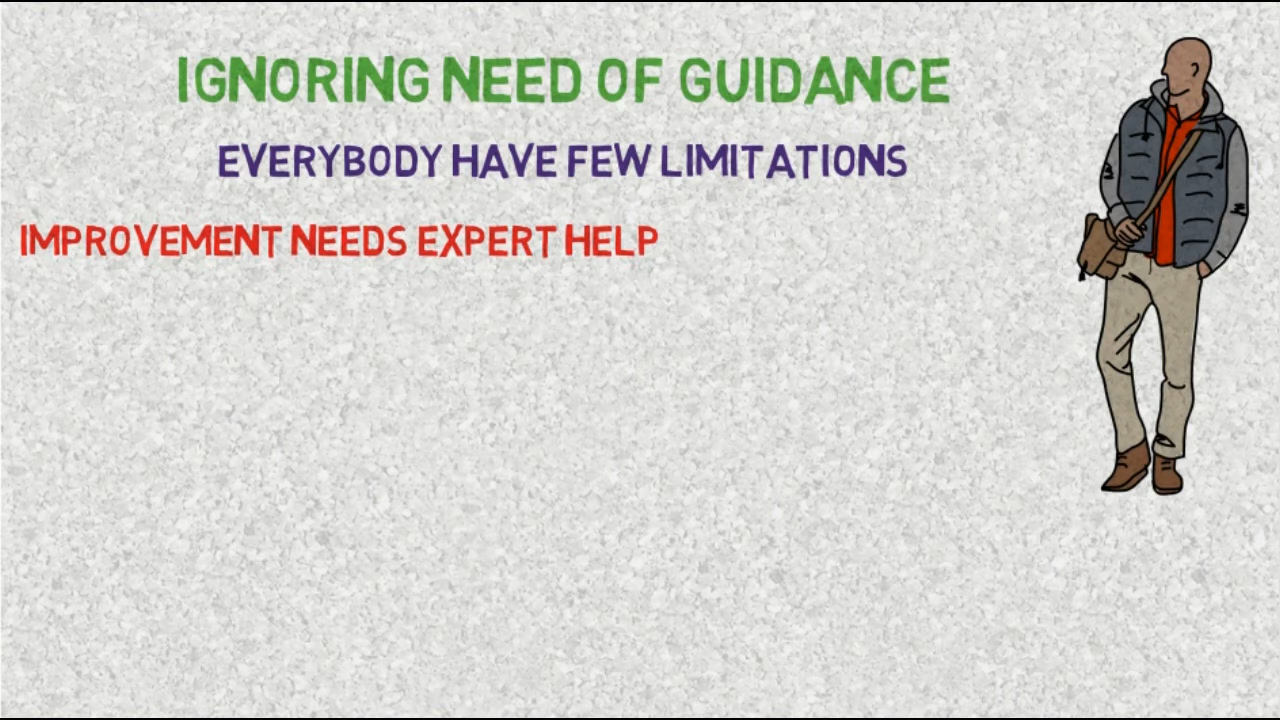 IGNORING NEED OF GUIDANCE
EVERYBODY HAVE FEW LIMITATIONS
IMPROVEMENT NEEDS EXPERT HELP